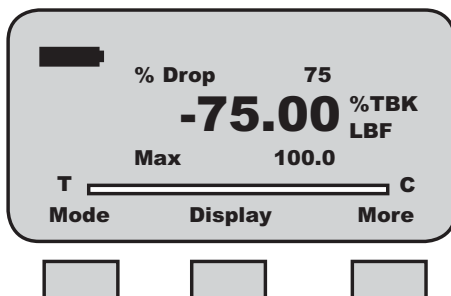 % Drop 75
-75.00 %TBK
LBF
Max 100.0
T C
Mode Display More